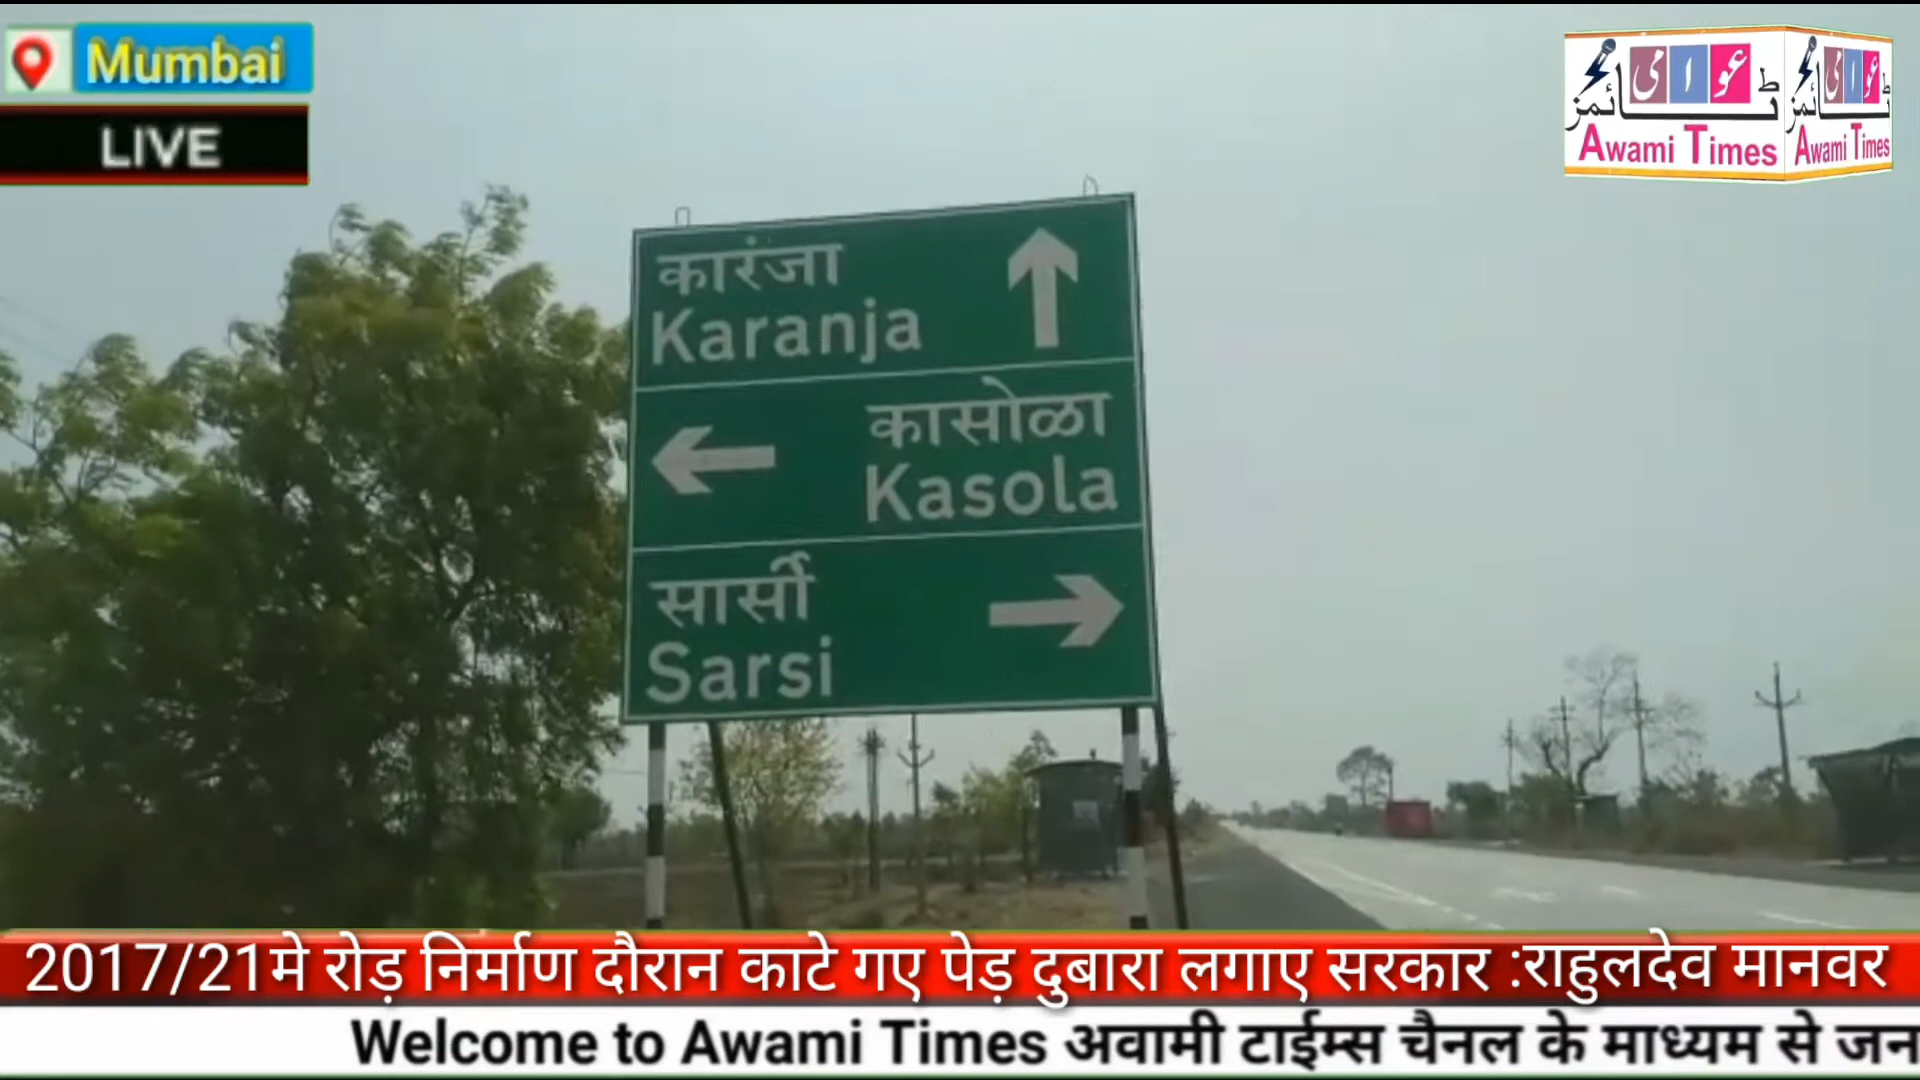 Mumbai
LIVE
عوامی
ٹائمز
Awami Times
عوامی
ٹائمز
Awami Times
कारंजा
Karanja
कासोळा
Kasola
सार्सी
Sarsi
2017/21मे रोड़ निर्माण दौरान काटे गए पेड़ दुबारा लगाए सरकार :राहुलदेव मानवर
Welcome to Awami Times अवामी टाईम्स चैनल के माध्यम से जन